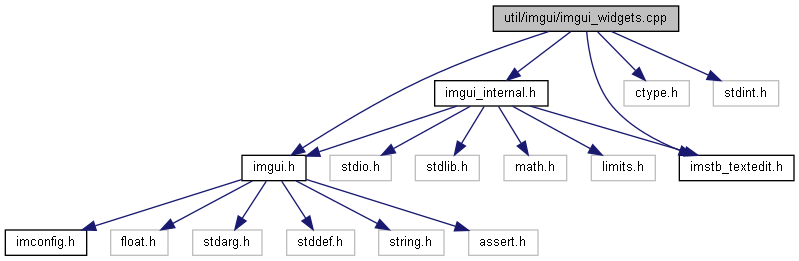 util/imgui/imgui_widgets.cpp
imgui_internal.h
ctype.h
stdint.h
imgui.h
stdio.h
stdlib.h
math.h
limits.h
imstb_textedit.h
imconfig.h
float.h
stdarg.h
stddef.h
string.h
assert.h